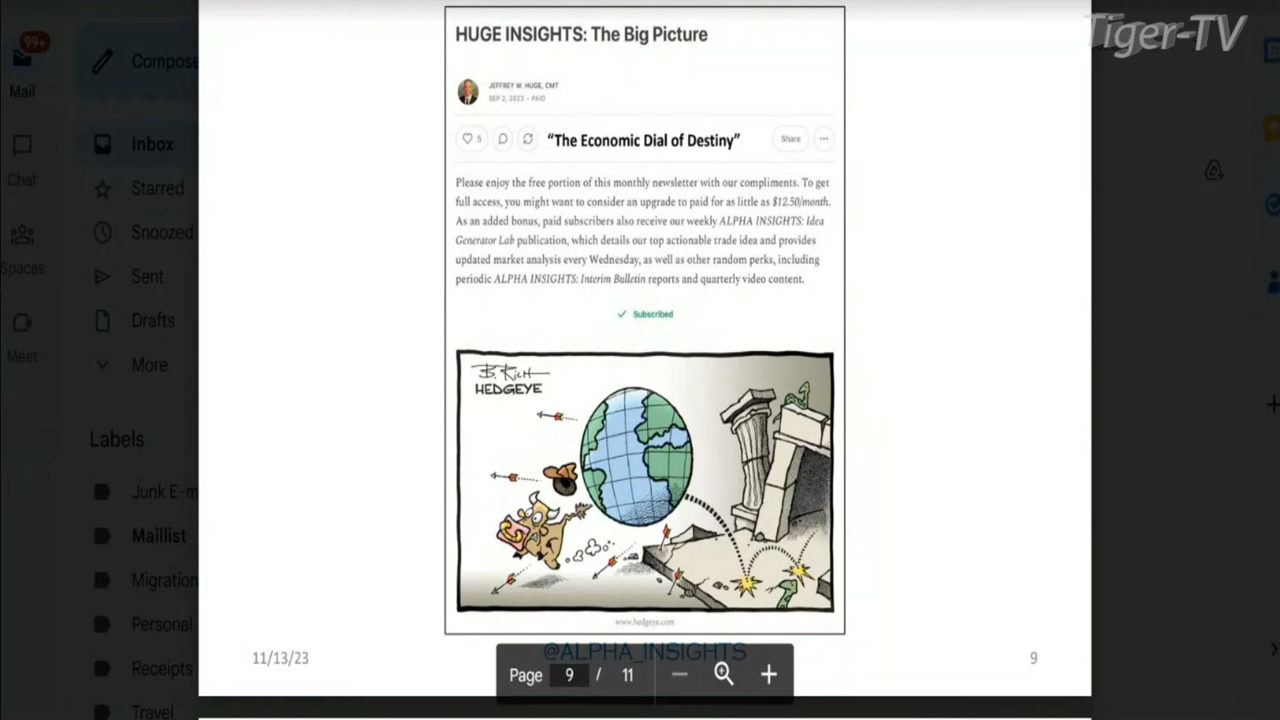 Tiger-TV
99+
Mail
Chat
Spaces
Meet
Compose
Inbox
Starred
Snoozed
Sent
Drafts
More
Labels
Junk E-m
Maillist
Migration
Personal
Receipts
Travel
HUGE INSIGHTS: The Big Picture
JEFFREY W. HUGE, CMT
SEP 2, 2023 • PAID
5
“The Economic Dial of Destiny”
Share
Please enjoy the free portion of this monthly newsletter with our compliments. To get
full access, you might want to consider an upgrade to paid for as little as $12.50/month.
As an added bonus, paid subscribers also receive our weekly ALPHA INSIGHTS: Idea
Generator Lab publication, which details our top actionable trade idea and provides
updated market analysis every Wednesday, as well as other random perks, including
periodic ALPHA INSIGHTS: Interim Bulletin reports and quarterly video content.
Subscribed
B. Rich
HEDGEYE
www.hedgeye.com
11/13/23
@ALPHA_INSIGHTS
9
Page 9 / 11